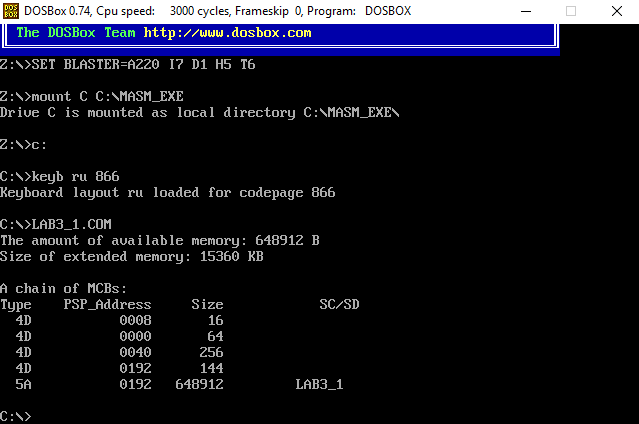 DOSBox 0.74, Cpu speed: 3000 cycles, Frameskip 0, Program: DOSBOX
The DOSBox Team http://www.dosbox.com
Z:\>SET BLASTER=A220 I7 D1 H5 T6
Z:\>mount C C:\MASM_EXE
Drive C is mounted as local directory C:\MASM_EXE\
Z:\>c:
C:\>keyb ru 866
Keyboard layout ru loaded for codepage 866
C:\>LAB3_1.COM
The amount of available memory: 648912 B
Size of extended memory: 15360 KB
A chain of MCBs:
Type PSP_Address Size SC/SD
4D 0008 16
4D 0000 64
4D 0040 256
4D 0192 144
5A 0192 648912 LAB3_1
C:\>